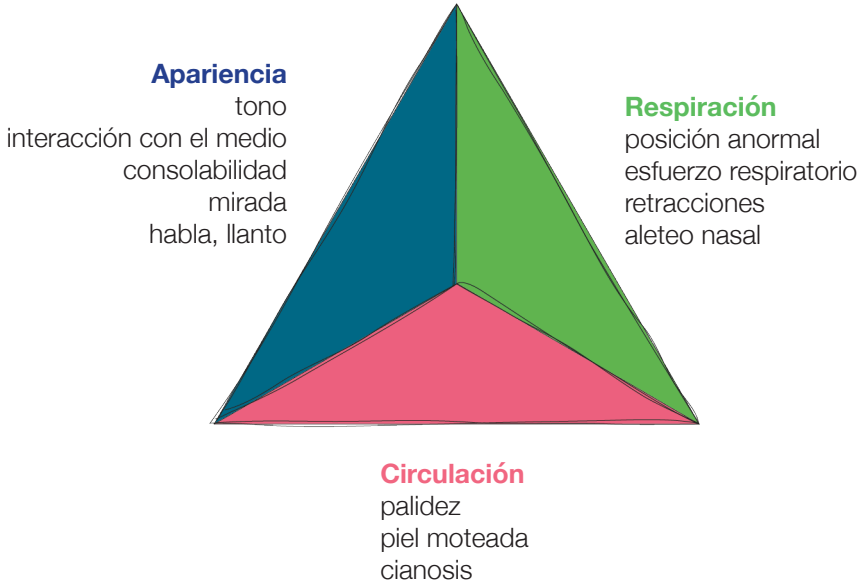 Apariencia
tono
interacción con el medio
consolabilidad
mirada
habla, llanto
Respiración
posición anormal
esfuerzo respiratorio
retracciones
aleteo nasal
Circulación
palidez
piel moteada
cianosis